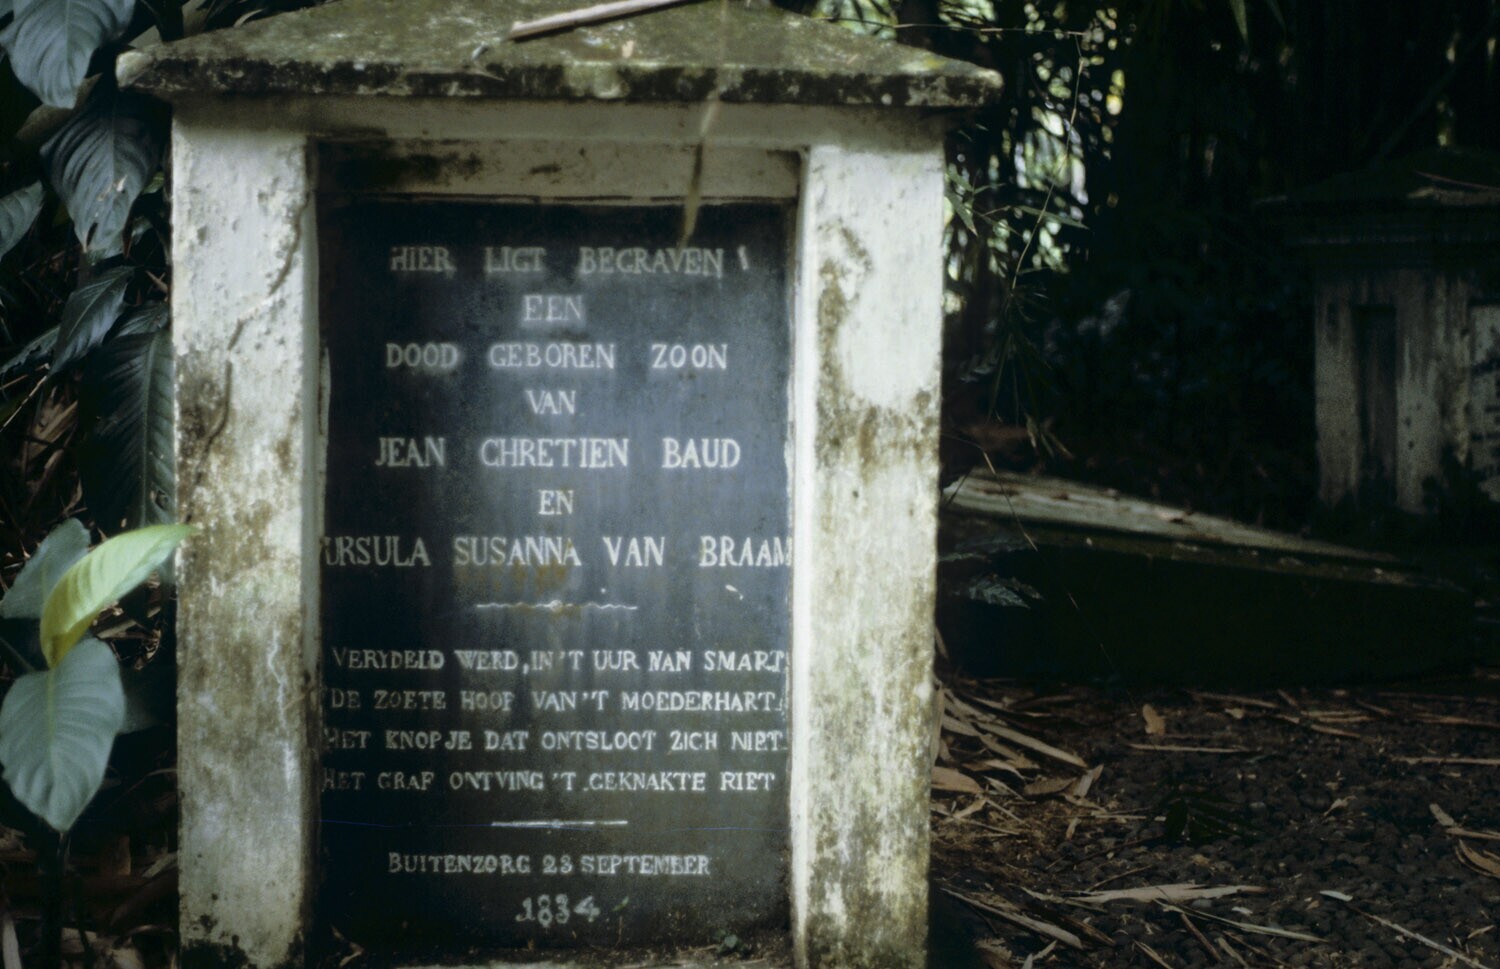 HIER LIGT BEGRAVEN
EEN
DOOD GEBOREN ZOON
VAN
JEAN CHRETIEN BAUD
EN
URSULA SUSANNA VAN BRAAM
VERYDELD WERD, IN 'T UUR NAN SMART
DE ZOETE HOOP VAN 'T MOEDERHART
HET KNOPJE DAT ONTSLOOT ZICH NIET
HET GRAF ONTVING 'T GEKNAKTE RIET
BUITENZORG 23 SEPTEMBER
1834